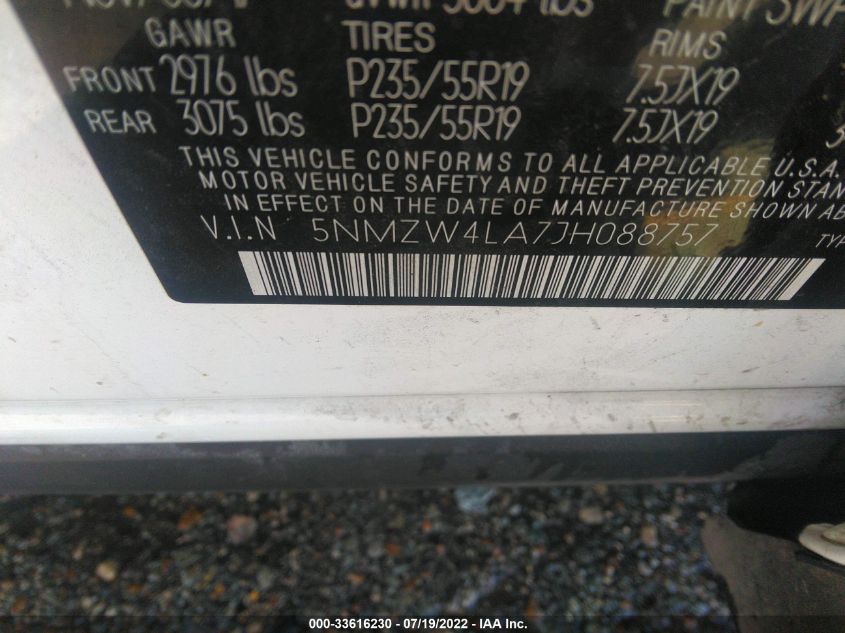 GAWR TIRES RIMS
FRONT 2976 lbs P235/55R19 7.5JX19
REAR 3075 lbs P235/55R19 7.5JX19
THIS VEHICLE CONFORMS TO ALL APPLICABLE U.S.A.
MOTOR VEHICLE SAFETY AND THEFT PREVENTION STAN
IN EFFECT ON THE DATE OF MANUFACTURE SHOWN AB
V.I.N 5NMZW4LA7JH088757 TYP
000-33616230 - 07/19/2022 - IAA Inc.